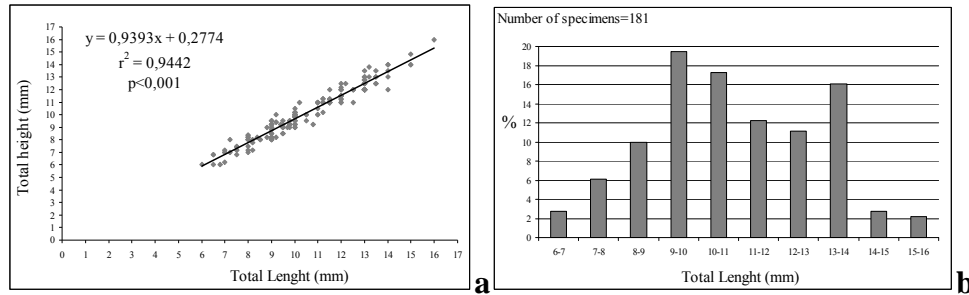 y = 0,9393x + 0,2774
r² = 0,9442
p<0,001
Total height (mm)
17
16
15
14
13
12
11
10
9
8
7
6
5
4
3
2
1
0
0 1 2 3 4 5 6 7 8 9 10 11 12 13 14 15 16 17
Total Lenght (mm)
a
Number of specimens=181
%
20
18
16
14
12
10
8
6
4
2
0
6-7 7-8 8-9 9-10 10-11 11-12 12-13 13-14 14-15 15-16
Total Lenght (mm)
b